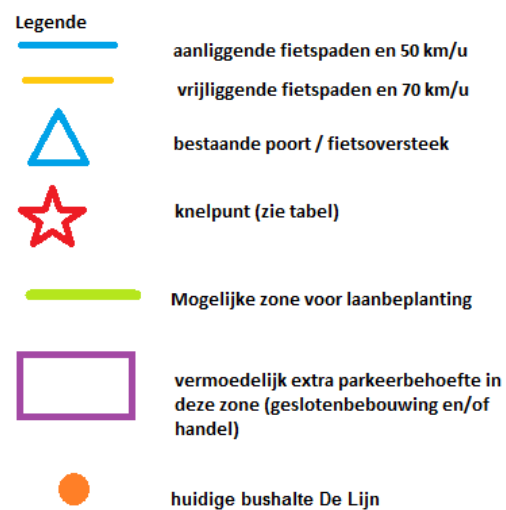 Legende
aanliggende fietspaden en 50 km/u
vrijliggende fietspaden en 70 km/u
bestaande poort / fietsoversteek
knelpunt (zie tabel)
Mogelijke zone voor laanbeplanting
vermoedelijk extra parkeerbehoefte in
deze zone (geslotenbebouwing en/of
handel)
huidige bushalte De Lijn